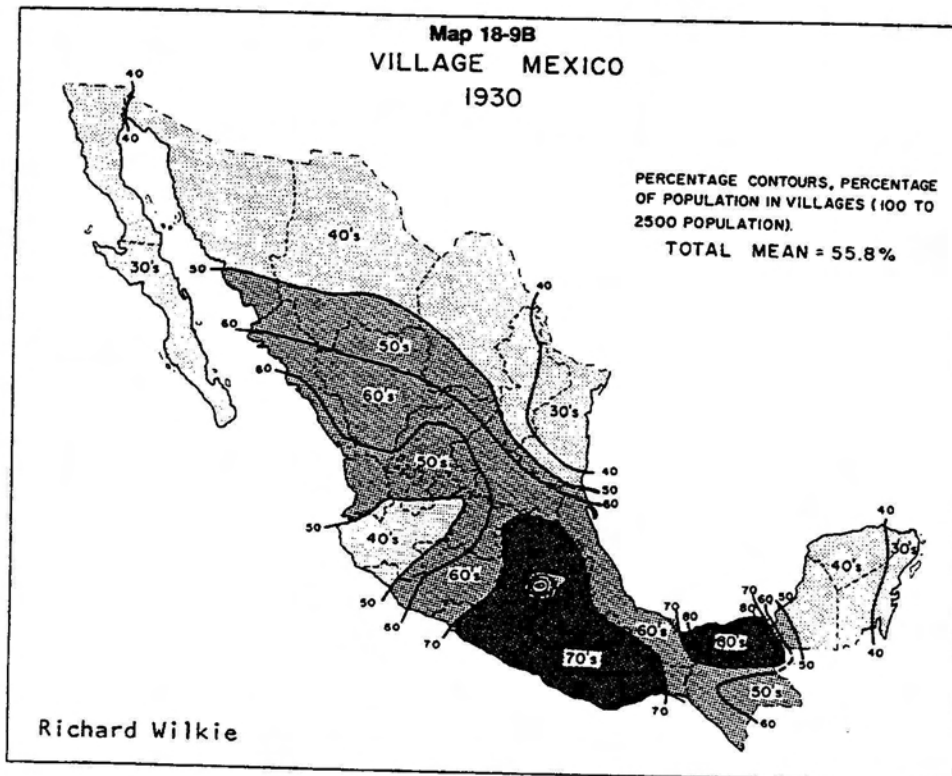 Map 18-9B
VILLAGE MEXICO
1930
PERCENTAGE CONTOURS, PERCENTAGE
OF POPULATION IN VILLAGES (100 TO
2500 POPULATION).
TOTAL MEAN = 55.8%
40
40
40's
30's
50
40
60
50's
60's
30's
60
40
50
60
50's
50
40's
40
30's
40's
70
60
50
80
60's
70
60
50
60
70
60's
80's
70's
40
50
50's
70
60
Richard Wilkie